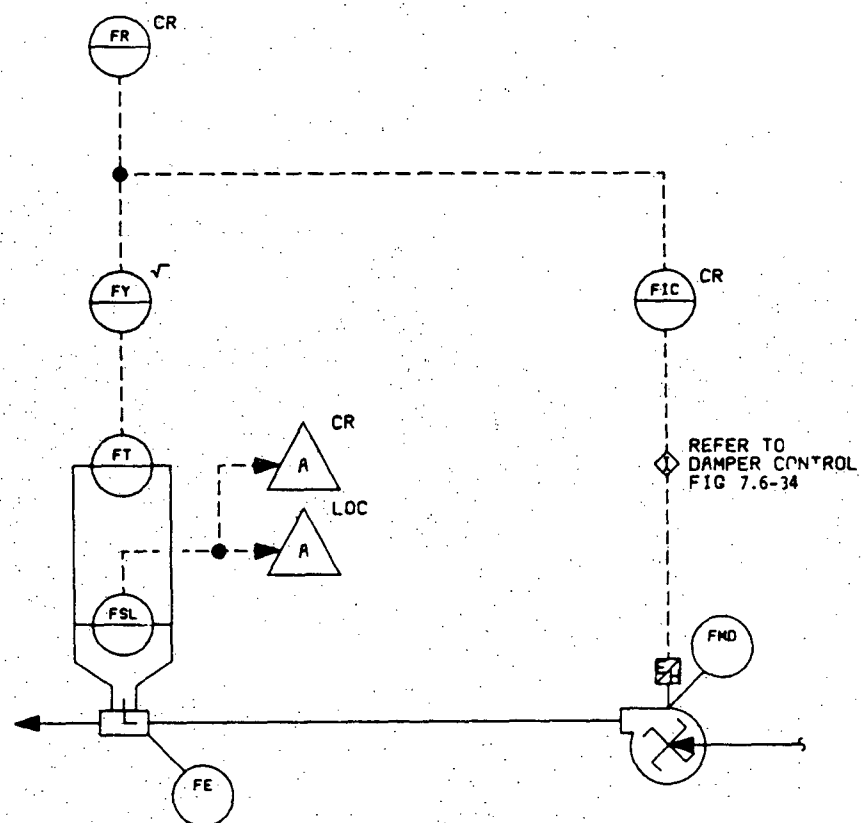 FR CR
FY √
FIC CR
FT
CR
A
REFER TO
DAMPER CONTROL
FIG 7.6-34
LOC
A
FSL
FMD
E/H
FE